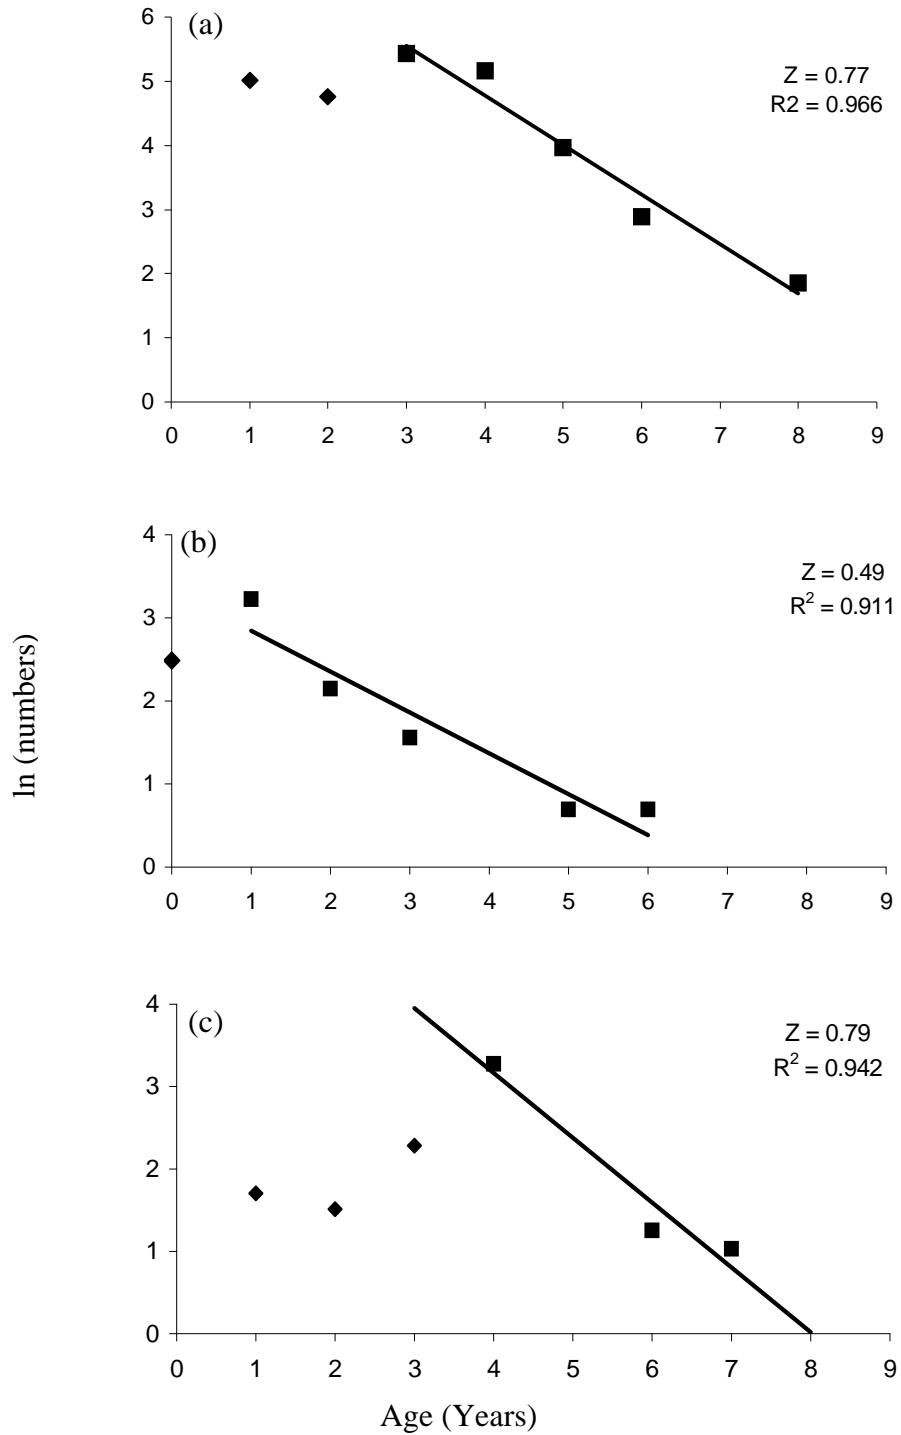 (a)
6
5
4
3
2
1
0
0 1 2 3 4 5 6 7 8 9
Z = 0.77
R2 = 0.966
(b)
4
3
2
1
0
0 1 2 3 4 5 6 7 8 9
Z = 0.49
R² = 0.911
ln (numbers)
(c)
4
3
2
1
0
0 1 2 3 4 5 6 7 8 9
Z = 0.79
R² = 0.942
Age (Years)